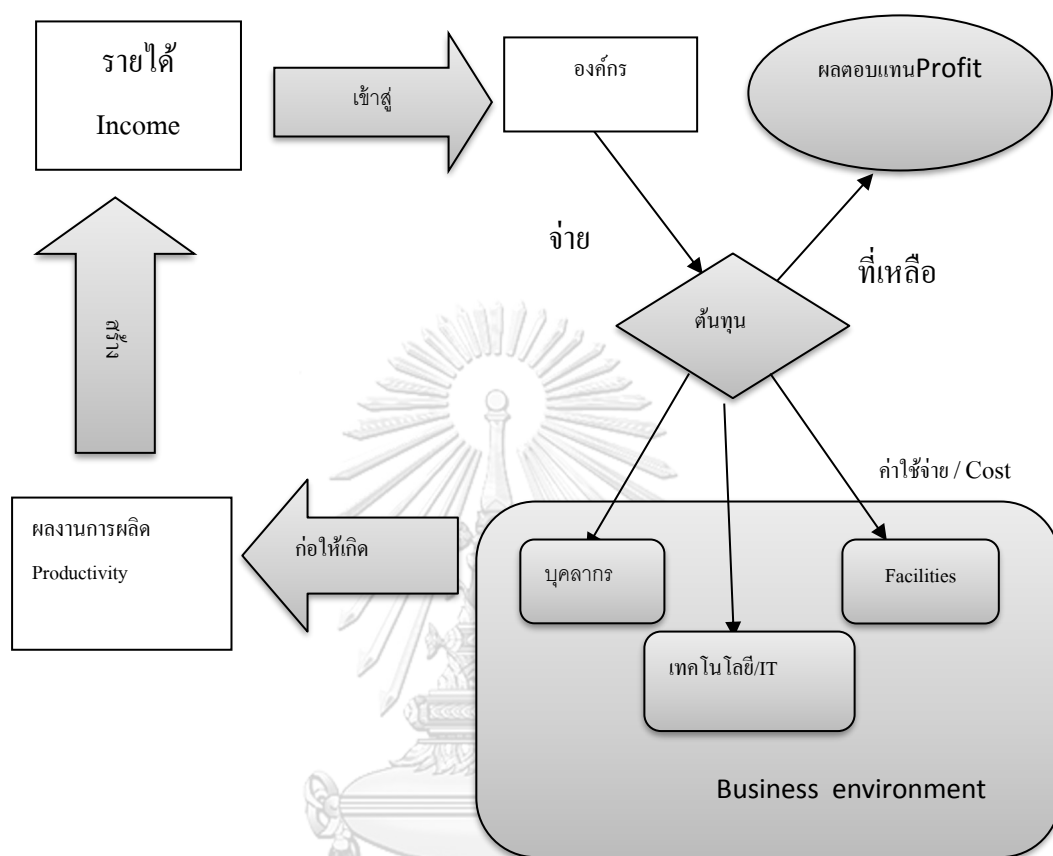 รายได้
Income
เข้าสู่
องค์กร
ผลตอบแทนProfit
จ่าย
ที่เหลือ
ต้นทุน
สร้าง
ค่าใช้จ่าย / Cost
ผลงานการผลิต
Productivity
ก่อให้เกิด
บุคลากร
Facilities
เทคโนโลยี/IT
Business environment